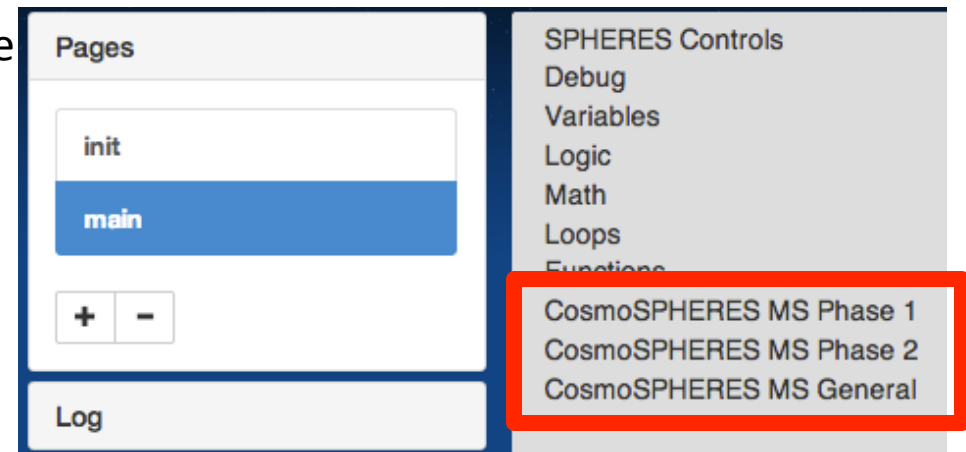 e
Pages
init
main
+ -
Log
SPHERES Controls
Debug
Variables
Logic
Math
Loops
Functions
CosmoSPHERES MS Phase 1
CosmoSPHERES MS Phase 2
CosmoSPHERES MS General